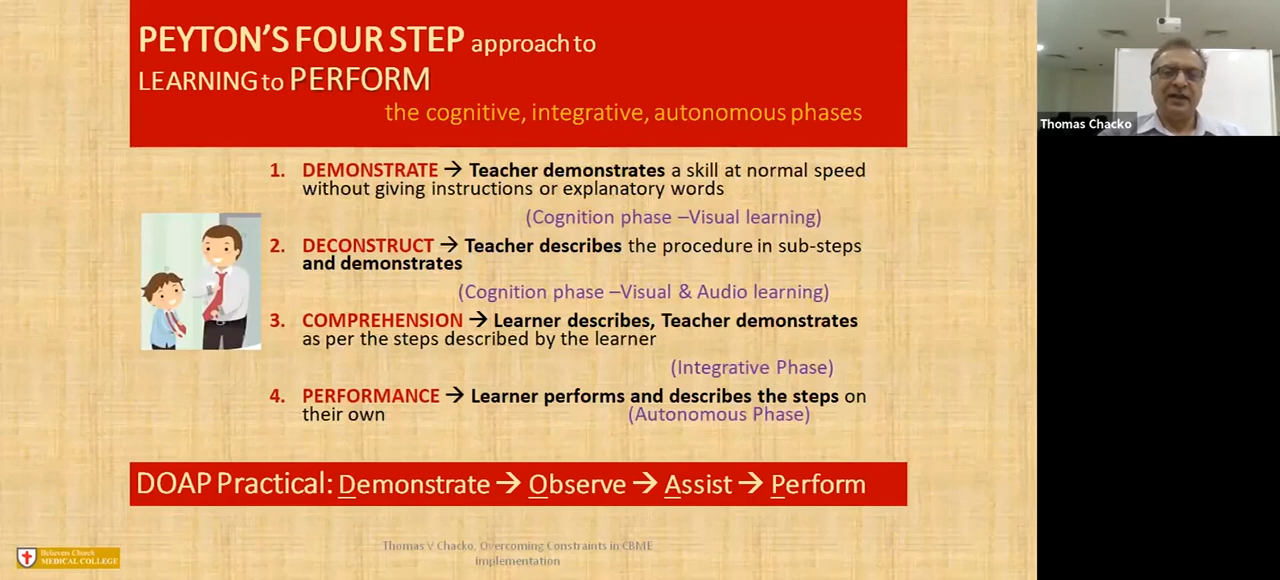 PEYTON'S FOUR STEP approach to
LEARNING to PERFORM
the cognitive, integrative, autonomous phases
1. DEMONSTRATE → Teacher demonstrates a skill at normal speed
without giving instructions or explanatory words
(Cognition phase –Visual learning)
2. DECONSTRUCT → Teacher describes the procedure in sub-steps
and demonstrates
(Cognition phase –Visual & Audio learning)
3. COMPREHENSION → Learner describes, Teacher demonstrates
as per the steps described by the learner
(Integrative Phase)
4. PERFORMANCE → Learner performs and describes the steps on
their own (Autonomous Phase)
DOAP Practical: Demonstrate → Observe → Assist → Perform
Thomas V Chacko, Overcoming Constraints in CBME
implementation
Believers Church
MEDICAL COLLEGE
Thomas Chacko